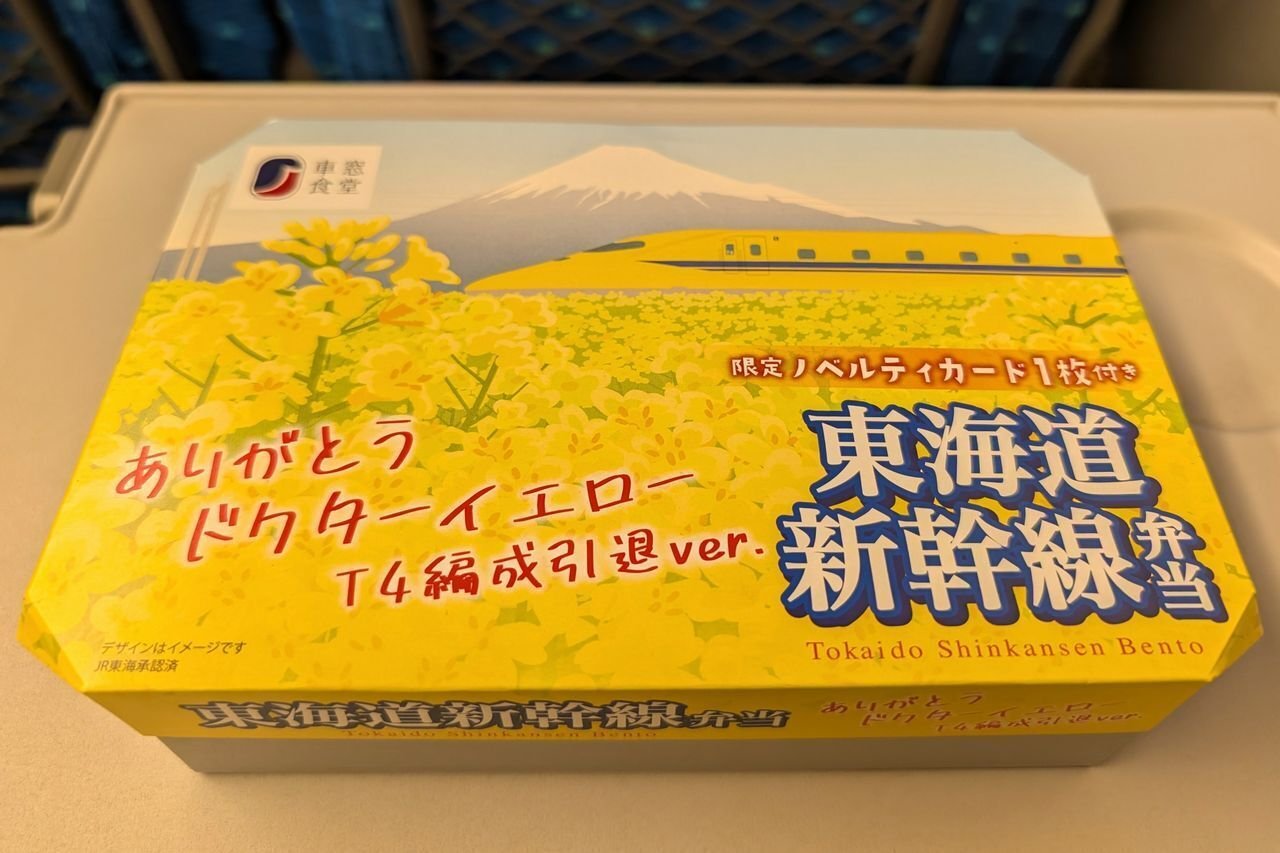 車窓
食堂
限定ノベルティカード1枚付き
ありがとう
ドクターイエロー
T4編成引退ver.
東海道
新幹線弁当
Tokaido Shinkansen Bento
デザインはイメージです
JR東海承認済
東海道新幹線弁当
Tokaido Shinkansen Bento
ありがとう
ドクターイエロー
T4編成引退ver.